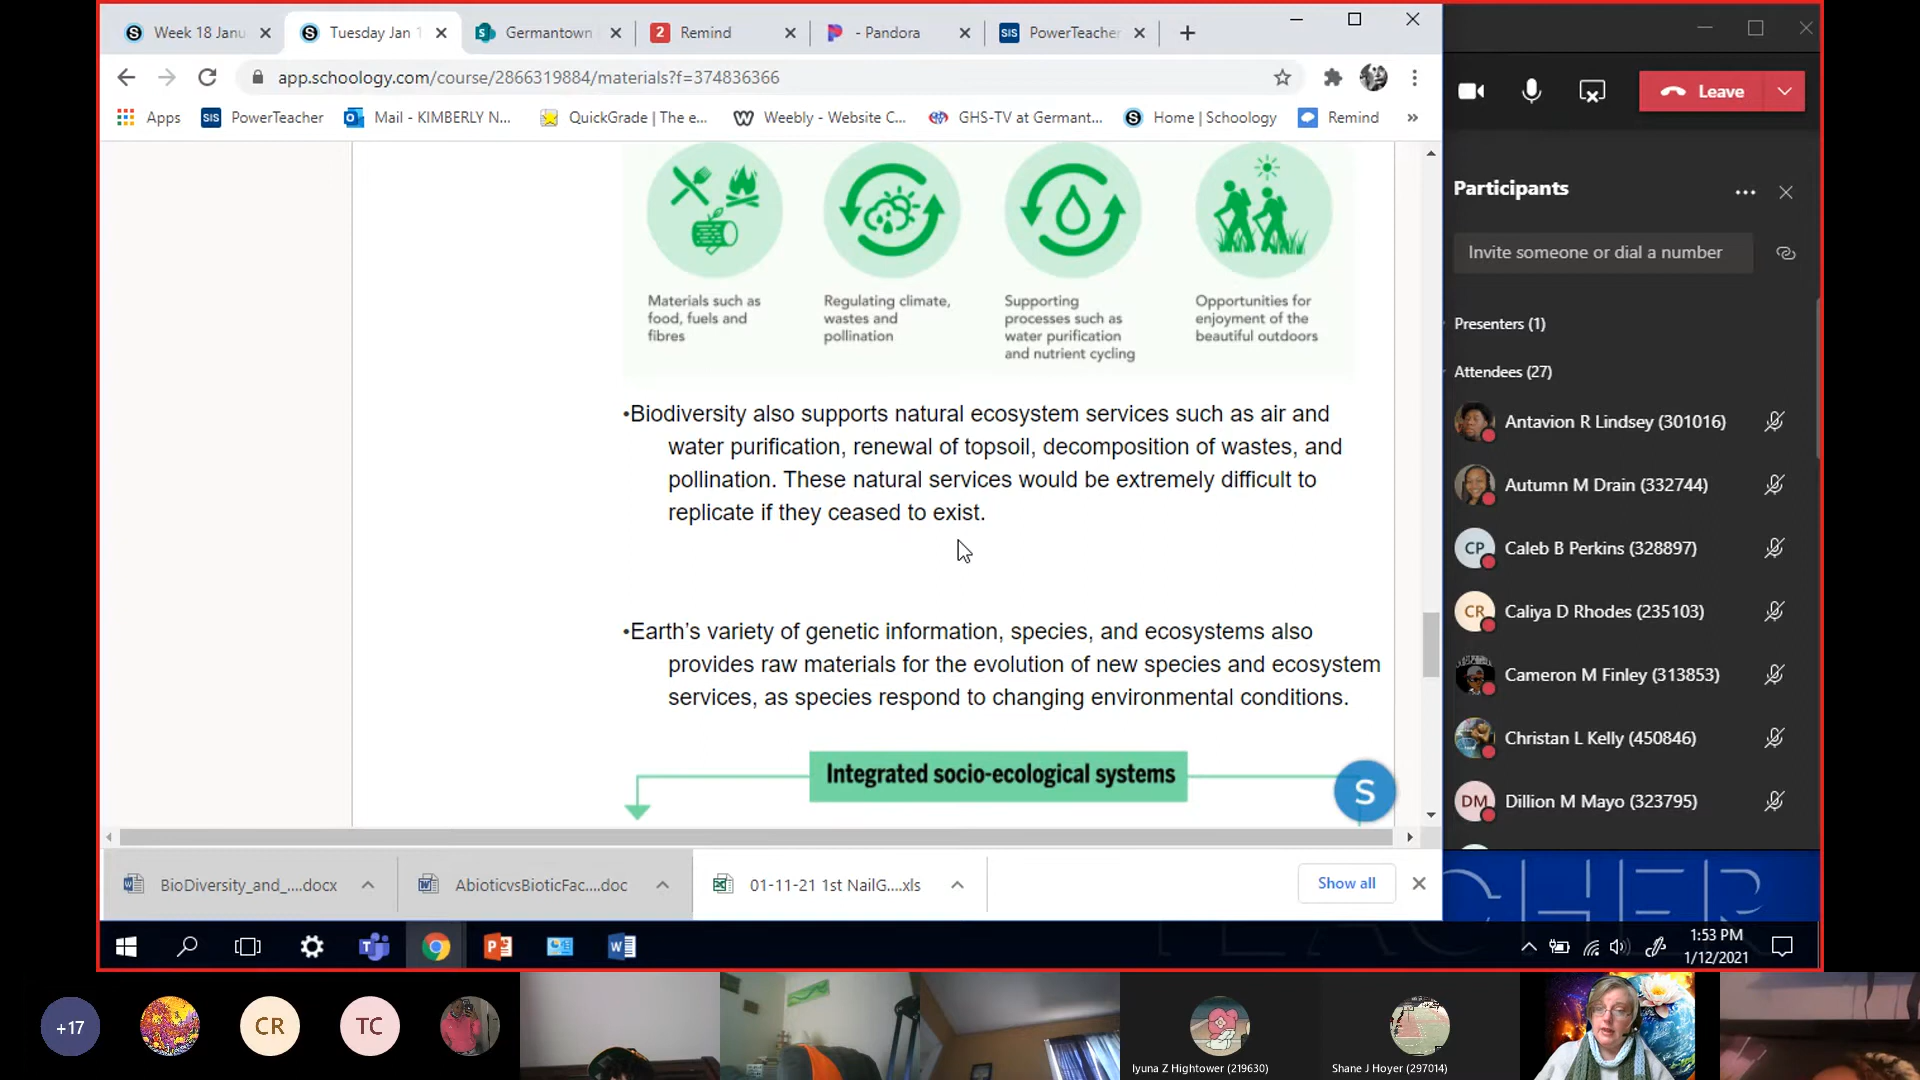 Week 18 Janu
Tuesday Jan 1
Germantown
2 Remind
- Pandora
SIS PowerTeacher
app.schoology.com/course/2866319884/materials?f=374836366
Leave
Apps
SIS PowerTeacher
Mail - KIMBERLY N...
QuickGrade | The e...
Weebly - Website C...
GHS-TV at Germant...
Home | Schoology
Remind
Participants
Invite someone or dial a number
Presenters (1)
Attendees (27)
Antavion R Lindsey (301016)
Autumn M Drain (332744)
CP Caleb B Perkins (328897)
CR Caliya D Rhodes (235103)
Cameron M Finley (313853)
Christan L Kelly (450846)
DM Dillion M Mayo (323795)
Materials such as
food, fuels and
fibres
Regulating climate,
wastes and
pollination
Supporting
processes such as
water purification
and nutrient cycling
Opportunities for
enjoyment of the
beautiful outdoors
•Biodiversity also supports natural ecosystem services such as air and
water purification, renewal of topsoil, decomposition of wastes, and
pollination. These natural services would be extremely difficult to
replicate if they ceased to exist.
•Earth's variety of genetic information, species, and ecosystems also
provides raw materials for the evolution of new species and ecosystem
services, as species respond to changing environmental conditions.
Integrated socio-ecological systems
S
BioDiversity_and_....docx
AbioticvsBioticFac....doc
01-11-21 1st NailG....xls
Show all
TEACHER
1:53 PM
1/12/2021
+17
CR
TC
Iyuna Z Hightower (219630)
Shane J Hoyer (297014)